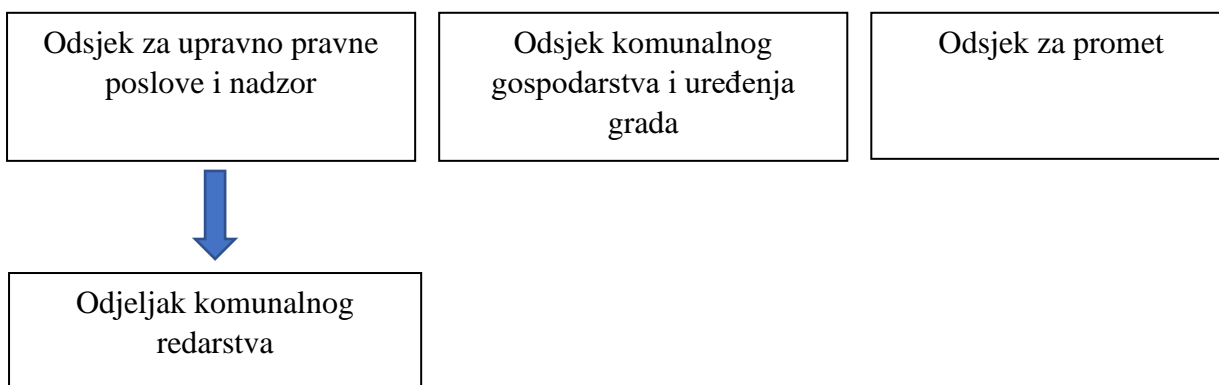 Odsjek za upravno pravne
poslove i nadzor
Odsjek komunalnog
gospodarstva i uređenja
grada
Odsjek za promet
Odjeljak komunalnog
redarstva